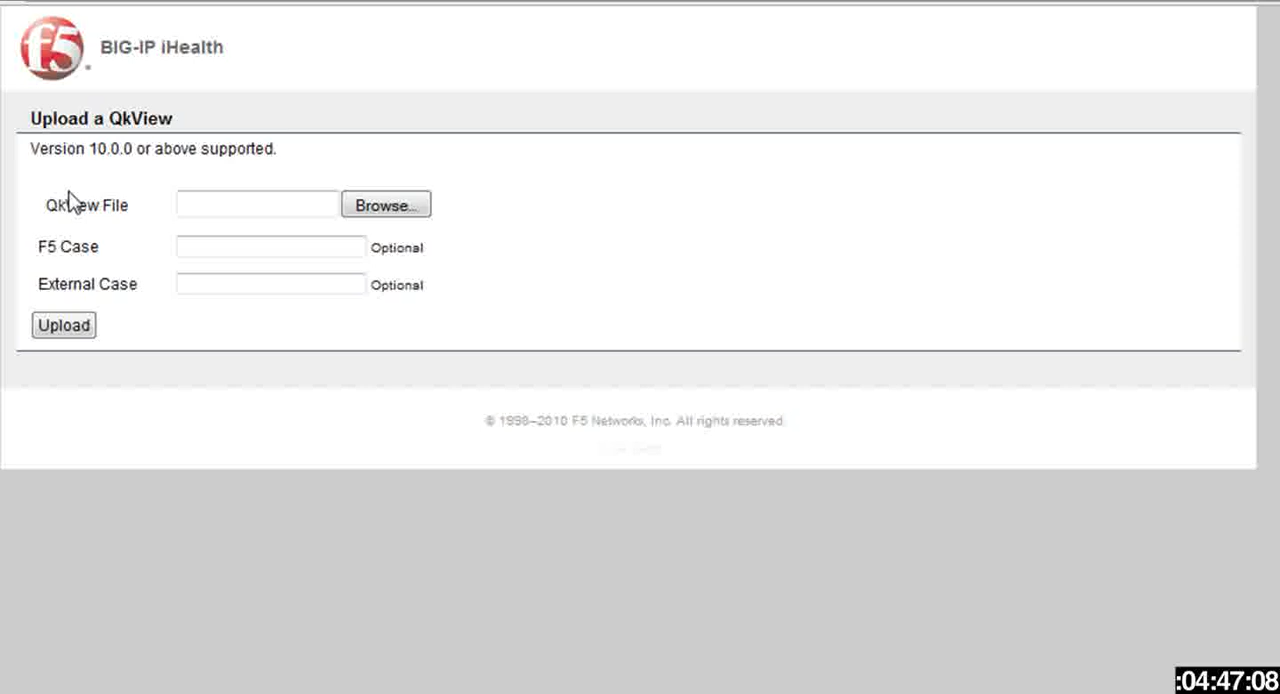 f5
BIG-IP iHealth
Upload a QkView
Version 10.0.0 or above supported.
QkView File
Browse...
F5 Case
Optional
External Case
Optional
Upload
© 1998–2010 F5 Networks, Inc. All rights reserved.
:04:47:08